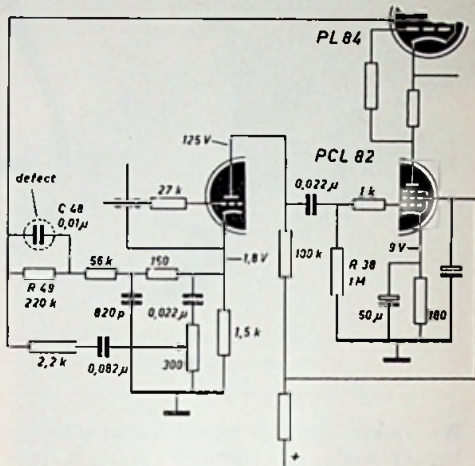 PL 84
PCL 82
125 V
27 k
0,022 µ
1 k
defect
C 48
0,01 µ
1,8 V
9 V
56 k
150
100 k
R 38
1 M
R 49
220 k
820 p
0,022 µ
1,5 k
50 µ
180
2,2 k
0,082 µ
300
+